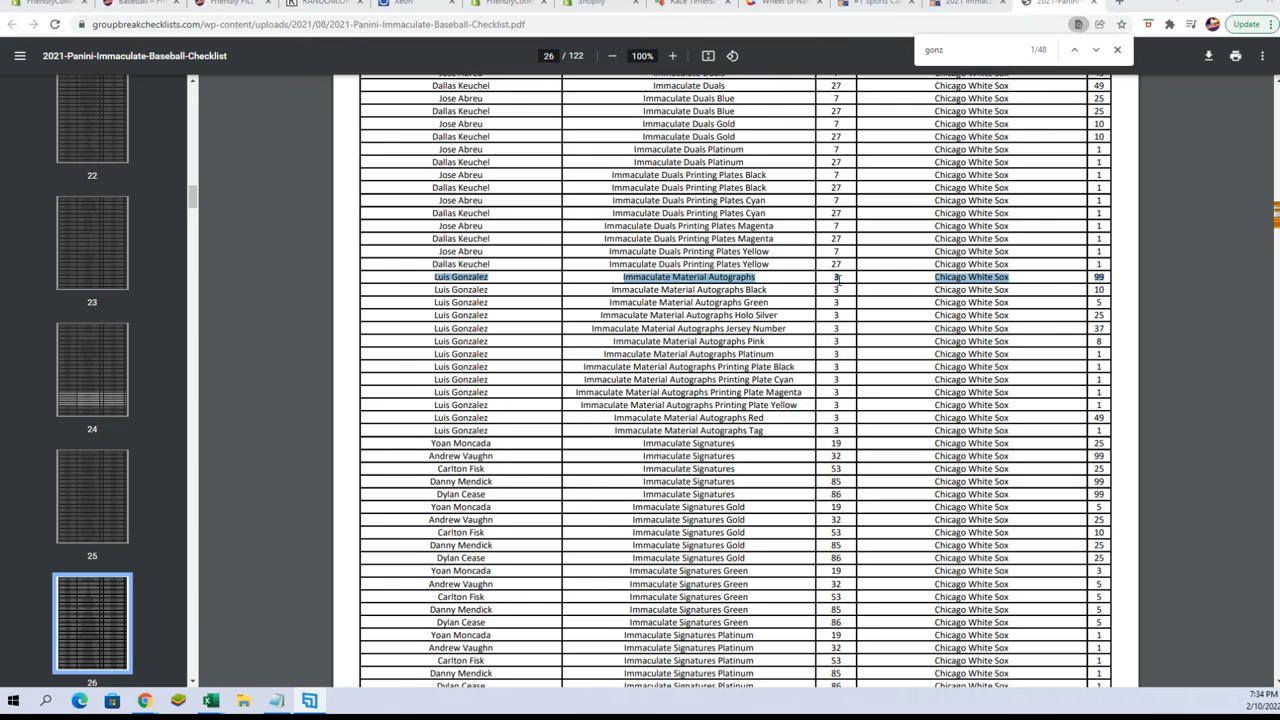 FriendlyCollec
Baseball – Fri
Friendly FILL
RANDOM.OR
Xeon
FriendlyCollec
Shopify
Race Timers:
Wheel of Na
#1 Sports Ca
2021 Immac
2021-Panini-
groupbreakchecklists.com/wp-content/uploads/2021/08/2021-Panini-Immaculate-Baseball-Checklist.pdf
Update
gonz 1/48
2021-Panini-Immaculate-Baseball-Checklist 26 / 122 100%
22
23
24
25
26
Dallas Keuchel Immaculate Duals 27 Chicago White Sox 49
Jose Abreu Immaculate Duals Blue 7 Chicago White Sox 25
Dallas Keuchel Immaculate Duals Blue 27 Chicago White Sox 25
Jose Abreu Immaculate Duals Gold 7 Chicago White Sox 10
Dallas Keuchel Immaculate Duals Gold 27 Chicago White Sox 10
Jose Abreu Immaculate Duals Platinum 7 Chicago White Sox 1
Dallas Keuchel Immaculate Duals Platinum 27 Chicago White Sox 1
Jose Abreu Immaculate Duals Printing Plates Black 7 Chicago White Sox 1
Dallas Keuchel Immaculate Duals Printing Plates Black 27 Chicago White Sox 1
Jose Abreu Immaculate Duals Printing Plates Cyan 7 Chicago White Sox 1
Dallas Keuchel Immaculate Duals Printing Plates Cyan 27 Chicago White Sox 1
Jose Abreu Immaculate Duals Printing Plates Magenta 7 Chicago White Sox 1
Dallas Keuchel Immaculate Duals Printing Plates Magenta 27 Chicago White Sox 1
Jose Abreu Immaculate Duals Printing Plates Yellow 7 Chicago White Sox 1
Dallas Keuchel Immaculate Duals Printing Plates Yellow 27 Chicago White Sox 1
Luis Gonzalez Immaculate Material Autographs 3 Chicago White Sox 99
Luis Gonzalez Immaculate Material Autographs Black 3 Chicago White Sox 10
Luis Gonzalez Immaculate Material Autographs Green 3 Chicago White Sox 5
Luis Gonzalez Immaculate Material Autographs Holo Silver 3 Chicago White Sox 25
Luis Gonzalez Immaculate Material Autographs Jersey Number 3 Chicago White Sox 37
Luis Gonzalez Immaculate Material Autographs Pink 3 Chicago White Sox 8
Luis Gonzalez Immaculate Material Autographs Platinum 3 Chicago White Sox 1
Luis Gonzalez Immaculate Material Autographs Printing Plate Black 3 Chicago White Sox 1
Luis Gonzalez Immaculate Material Autographs Printing Plate Cyan 3 Chicago White Sox 1
Luis Gonzalez Immaculate Material Autographs Printing Plate Magenta 3 Chicago White Sox 1
Luis Gonzalez Immaculate Material Autographs Printing Plate Yellow 3 Chicago White Sox 1
Luis Gonzalez Immaculate Material Autographs Red 3 Chicago White Sox 49
Luis Gonzalez Immaculate Material Autographs Tag 3 Chicago White Sox 1
Yoan Moncada Immaculate Signatures 19 Chicago White Sox 25
Andrew Vaughn Immaculate Signatures 32 Chicago White Sox 99
Carlton Fisk Immaculate Signatures 53 Chicago White Sox 25
Danny Mendick Immaculate Signatures 85 Chicago White Sox 99
Dylan Cease Immaculate Signatures 86 Chicago White Sox 99
Yoan Moncada Immaculate Signatures Gold 19 Chicago White Sox 5
Andrew Vaughn Immaculate Signatures Gold 32 Chicago White Sox 25
Carlton Fisk Immaculate Signatures Gold 53 Chicago White Sox 10
Danny Mendick Immaculate Signatures Gold 85 Chicago White Sox 25
Dylan Cease Immaculate Signatures Gold 86 Chicago White Sox 25
Yoan Moncada Immaculate Signatures Green 19 Chicago White Sox 3
Andrew Vaughn Immaculate Signatures Green 32 Chicago White Sox 5
Carlton Fisk Immaculate Signatures Green 53 Chicago White Sox 5
Danny Mendick Immaculate Signatures Green 85 Chicago White Sox 5
Dylan Cease Immaculate Signatures Green 86 Chicago White Sox 5
Yoan Moncada Immaculate Signatures Platinum 19 Chicago White Sox 1
Andrew Vaughn Immaculate Signatures Platinum 32 Chicago White Sox 1
Carlton Fisk Immaculate Signatures Platinum 53 Chicago White Sox 1
Danny Mendick Immaculate Signatures Platinum 85 Chicago White Sox 1
Dylan Cease Immaculate Signatures Platinum 86 Chicago White Sox 1
7:34 PM
2/10/2022